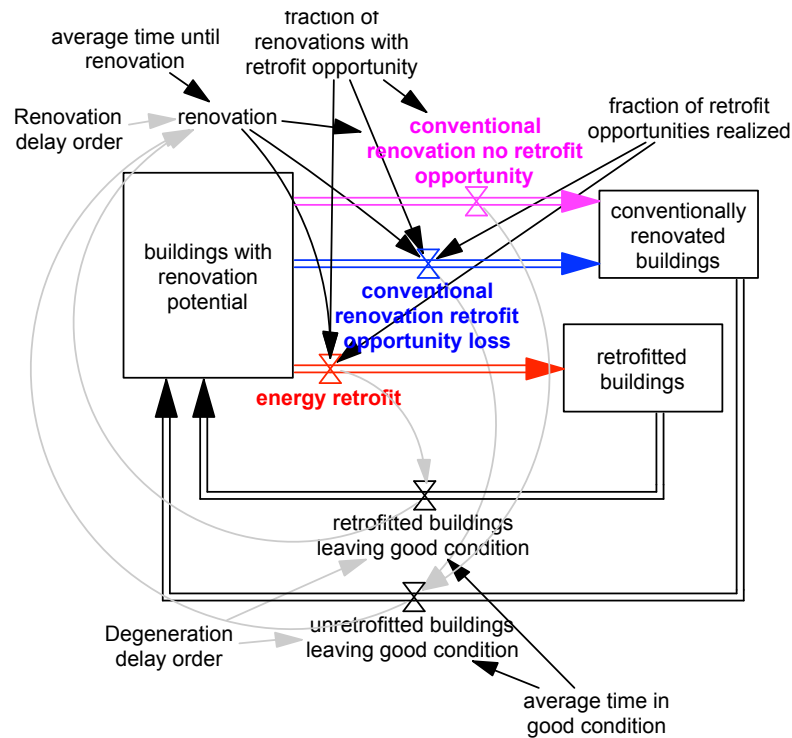 fraction of
renovations with
retrofit opportunity
average time until
renovation
Renovation
delay order
renovation
fraction of retrofit
opportunities realized
conventional
renovation no retrofit
opportunity
buildings with
renovation
potential
conventionally
renovated
buildings
conventional
renovation retrofit
opportunity loss
retrofitted
buildings
energy retrofit
retrofitted buildings
leaving good condition
Degeneration
delay order
unretrofitted buildings
leaving good condition
average time in
good condition